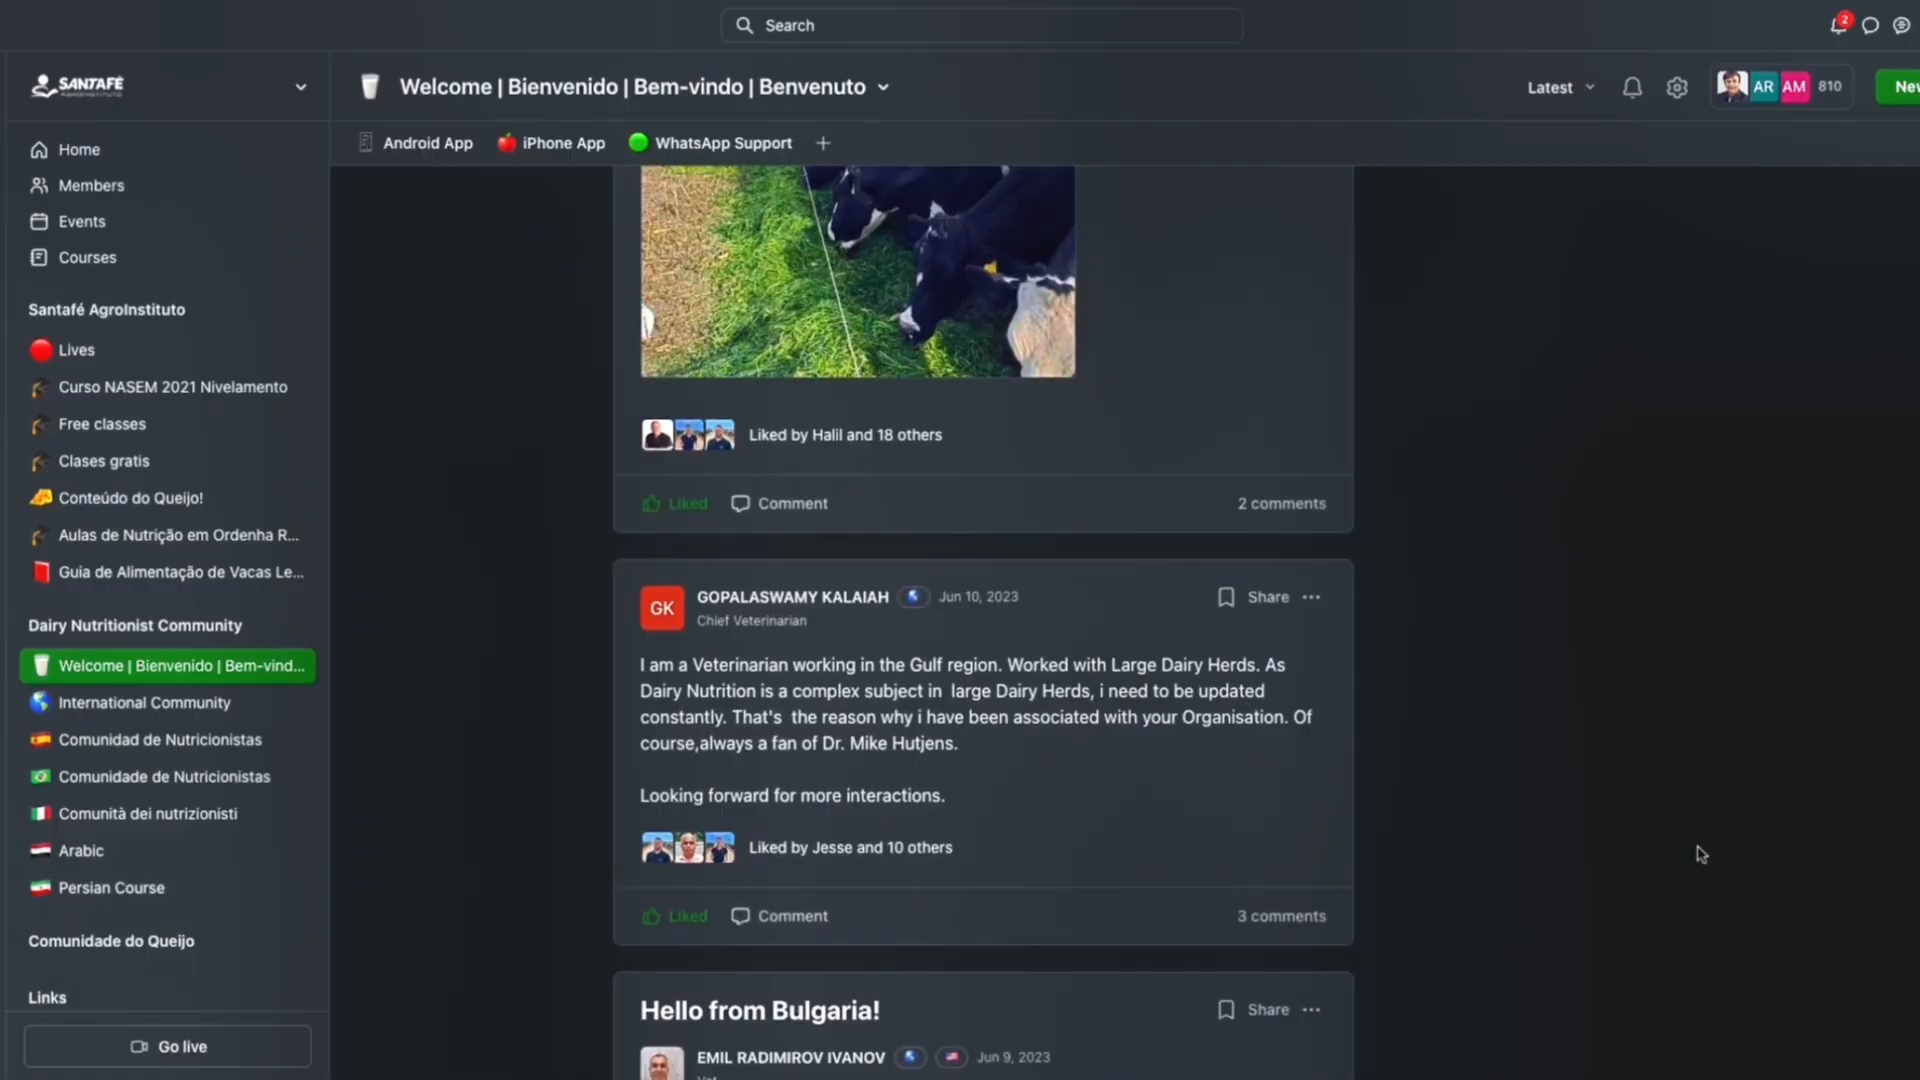 Search
2
SANTAFÉ
AGROINSTITUTO
Welcome | Bienvenido | Bem-vindo | Benvenuto
Latest
AR
AM
810
New
Android App
iPhone App
WhatsApp Support
Home
Members
Events
Courses
Santafé AgroInstituto
Lives
Curso NASEM 2021 Nivelamento
Free classes
Clases gratis
Conteúdo do Queijo!
Aulas de Nutrição em Ordenha R...
Guia de Alimentação de Vacas Le...
Dairy Nutritionist Community
Welcome | Bienvenido | Bem-vind...
International Community
Comunidad de Nutricionistas
Comunidade de Nutricionistas
Comunità dei nutrizionisti
Arabic
Persian Course
Comunidade do Queijo
Links
Go live
Liked by Halil and 18 others
Liked
Comment
2 comments
GK
GOPALASWAMY KALAIAH
Jun 10, 2023
Share
Chief Veterinarian
I am a Veterinarian working in the Gulf region. Worked with Large Dairy Herds. As
Dairy Nutrition is a complex subject in large Dairy Herds, i need to be updated
constantly. That's the reason why i have been associated with your Organisation. Of
course,always a fan of Dr. Mike Hutjens.
Looking forward for more interactions.
Liked by Jesse and 10 others
Liked
Comment
3 comments
Hello from Bulgaria!
Share
EMIL RADIMIROV IVANOV
Jun 9, 2023